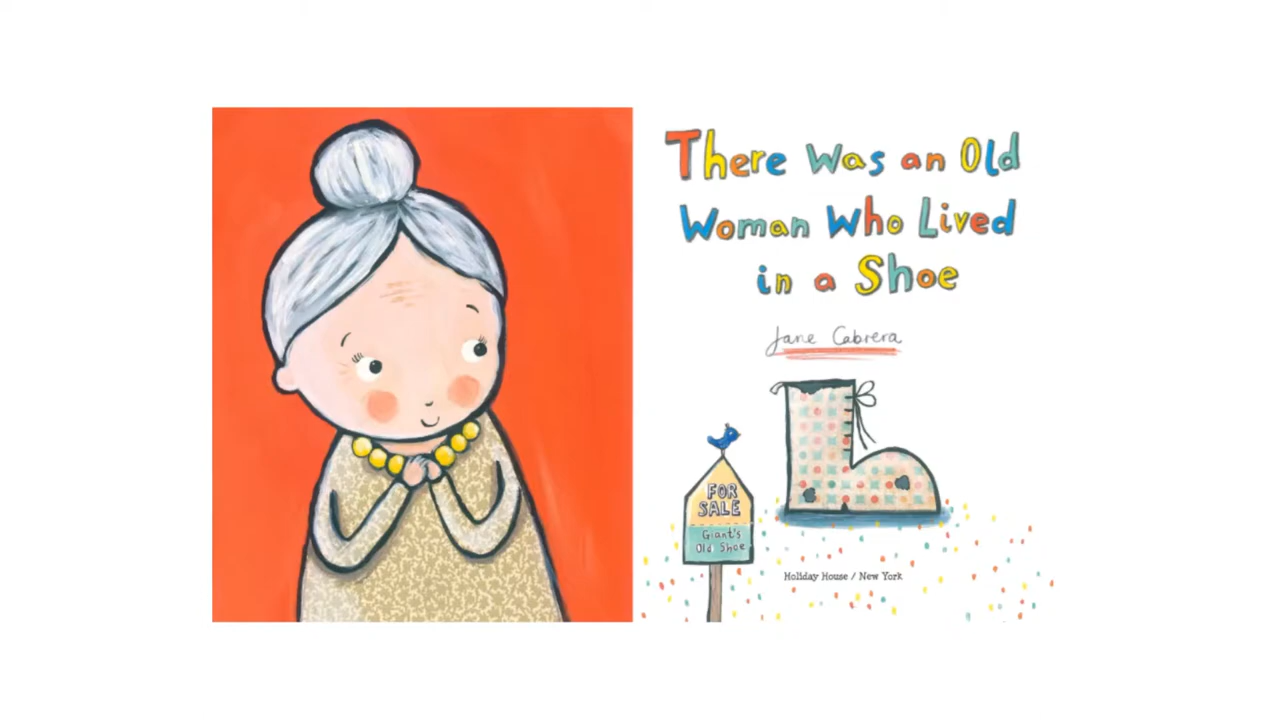 There Was an Old
Woman Who Lived
in a Shoe
Jane Cabrera
FOR
SALE
Giant's
Old Shoe
Holiday House / New York